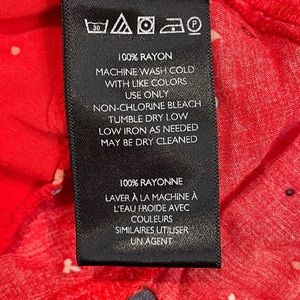 30 P
100% RAYON
MACHINE WASH COLD
WITH LIKE COLORS
USE ONLY
NON-CHLORINE BLEACH
TUMBLE DRY LOW
LOW IRON AS NEEDED
MAY BE DRY CLEANED
100% RAYONNE
LAVER À LA MACHINE À
L'EAU FROIDE AVEC
COULEURS
SIMILAIRES UTILISER
UN AGENT